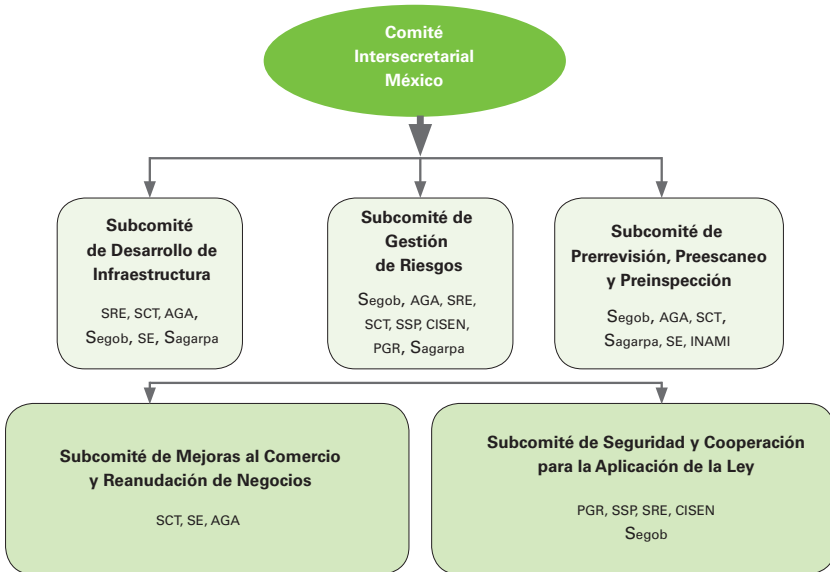 Comité
Intersecretarial
México
Subcomité
de Desarrollo de
Infraestructura
SRE, SCT, AGA,
Segob, SE, Sagarpa
Subcomité de
Gestión
de Riesgos
Segob, AGA, SRE,
SCT, SSP, CISEN,
PGR, Sagarpa
Subcomité de
Prerrevisión, Preescaneo
y Preinspección
Segob, AGA, SCT,
Sagarpa, SE, INAMI
Subcomité de Mejoras al Comercio
y Reanudación de Negocios
SCT, SE, AGA
Subcomité de Seguridad y Cooperación
para la Aplicación de la Ley
PGR, SSP, SRE, CISEN
Segob